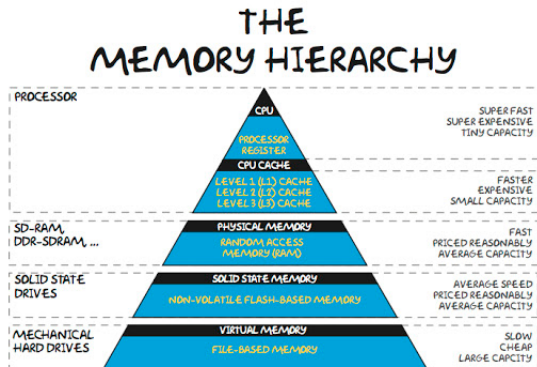 THE
MEMORY HIERARCHY
PROCESSOR
CPU
PROCESSOR
REGISTER
SUPER FAST
SUPER EXPENSIVE
TINY CAPACITY
CPU CACHE
LEVEL 1 (L1) CACHE
LEVEL 2 (L2) CACHE
LEVEL 3 (L3) CACHE
FASTER
EXPENSIVE
SMALL CAPACITY
SD-RAM,
DDR-SDRAM, ...
PHYSICAL MEMORY
RANDOM ACCESS
MEMORY (RAM)
FAST
PRICED REASONABLY
AVERAGE CAPACITY
SOLID STATE
DRIVES
SOLID STATE MEMORY
NON-VOLATILE FLASH-BASED MEMORY
AVERAGE SPEED
PRICED REASONABLY
AVERAGE CAPACITY
MECHANICAL
HARD DRIVES
VIRTUAL MEMORY
FILE-BASED MEMORY
SLOW
CHEAP
LARGE CAPCITY